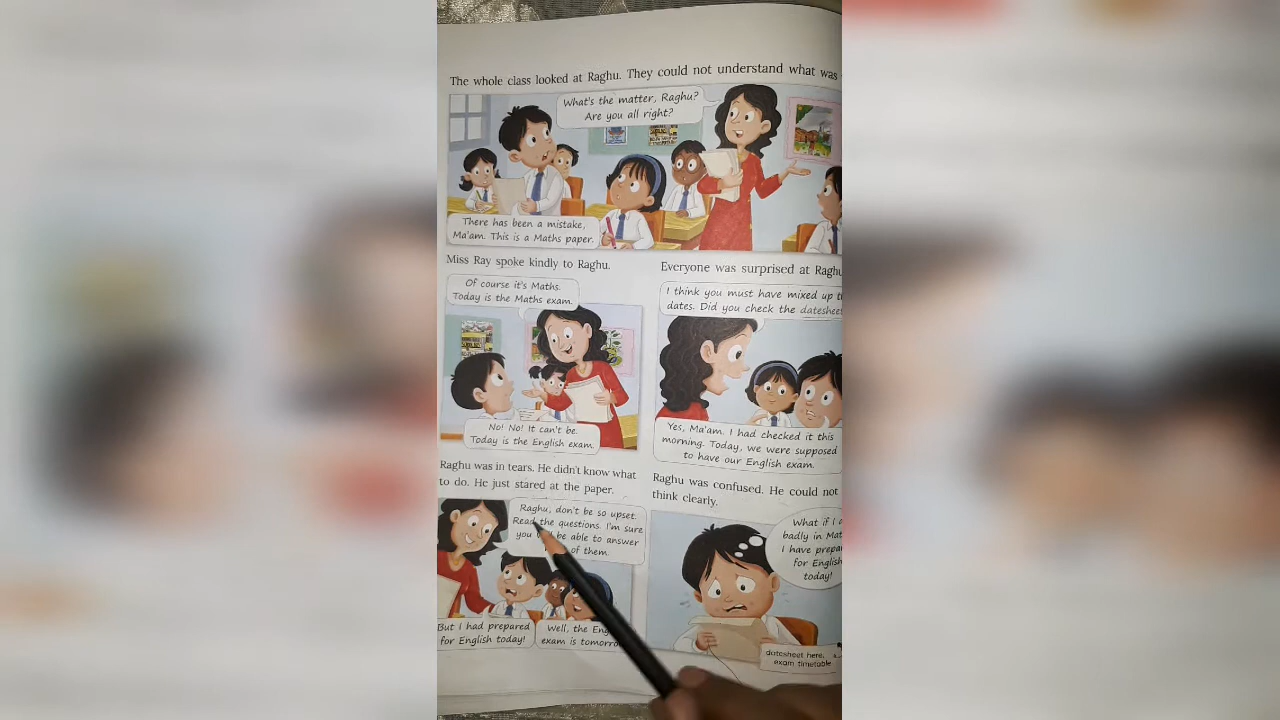 The whole class looked at Raghu. They could not understand what was
What's the matter, Raghu?
Are you all right?
There has been a mistake,
Ma'am. This is a Maths paper.
Miss Ray spoke kindly to Raghu.
Of course it's Maths.
Today is the Maths exam.
No! No! It can't be.
Today is the English exam.
Everyone was surprised at Raghu
I think you must have mixed up
dates. Did you check the datesheet
Yes, Ma'am. I had checked it this
morning. Today, we were supposed
to have our English exam.
Raghu was in tears. He didn't know what
to do. He just stared at the paper.
Raghu, don't be so upset.
Read the questions. I'm sure
you be able to answer
of them.
But I had prepared
for English today!
Well, the
exam is
Raghu was confused. He could not
think clearly.
What if I
badly in
I have
for English
today!
datesheet here:
exam timetable